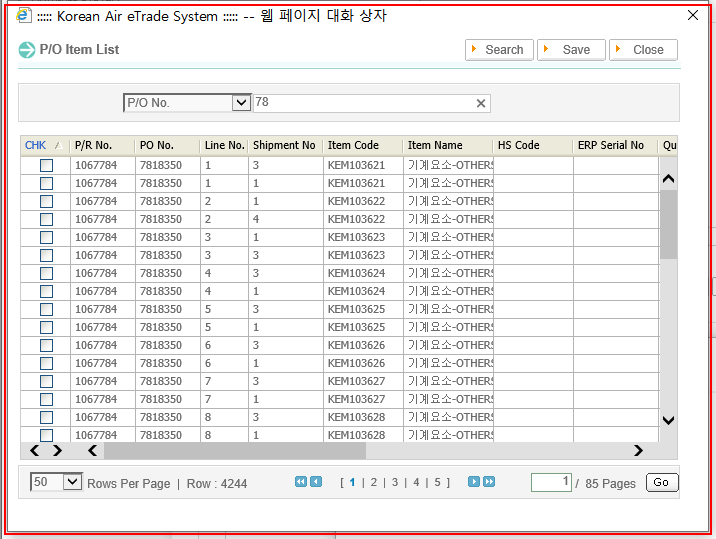 ::::: Korean Air eTrade System ::::: -- 웹 페이지 대화 상자
P/O Item List
Search Save Close
P/O No. 78
CHK P/R No. PO No. Line No. Shipment No Item Code Item Name HS Code ERP Serial No Qu
1067784 7818350 1 3 KEM103621 기계요소-OTHERS
1067784 7818350 1 1 KEM103621 기계요소-OTHERS
1067784 7818350 2 1 KEM103622 기계요소-OTHERS
1067784 7818350 2 4 KEM103622 기계요소-OTHERS
1067784 7818350 3 1 KEM103623 기계요소-OTHERS
1067784 7818350 3 3 KEM103623 기계요소-OTHERS
1067784 7818350 4 3 KEM103624 기계요소-OTHERS
1067784 7818350 4 1 KEM103624 기계요소-OTHERS
1067784 7818350 5 3 KEM103625 기계요소-OTHERS
1067784 7818350 5 1 KEM103625 기계요소-OTHERS
1067784 7818350 6 3 KEM103626 기계요소-OTHERS
1067784 7818350 6 1 KEM103626 기계요소-OTHERS
1067784 7818350 7 3 KEM103627 기계요소-OTHERS
1067784 7818350 7 1 KEM103627 기계요소-OTHERS
1067784 7818350 8 3 KEM103628 기계요소-OTHERS
1067784 7818350 8 1 KEM103628 기계요소-OTHERS
50 Rows Per Page | Row : 4244 [ 1 | 2 | 3 | 4 | 5 ] 1 / 85 Pages Go